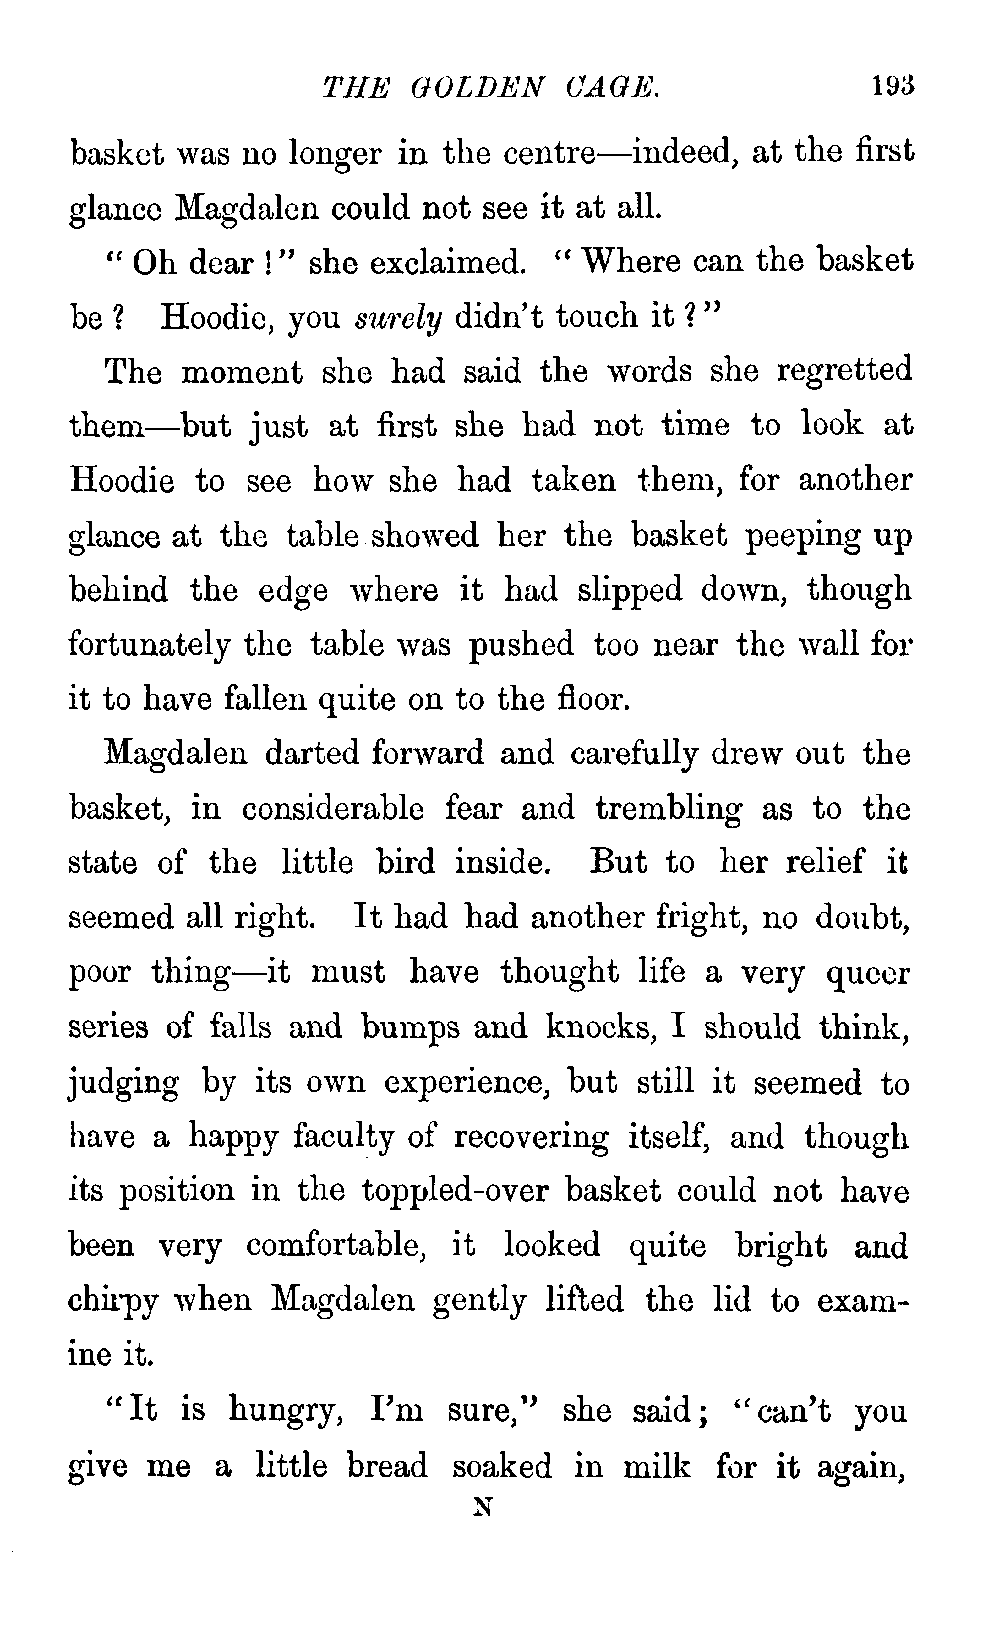 THE GOLDEN CAGE. 193
basket was no longer in the centre—indeed, at the first
glance Magdalen could not see it at all.
“ Oh dear !” she exclaimed. “ Where can the basket
be ? Hoodie, you surely didn’t touch it ?”
The moment she had said the words she regretted
them—but just at first she had not time to look at
Hoodie to see how she had taken them, for another
glance at the table showed her the basket peeping up
behind the edge where it had slipped down, though
fortunately the table was pushed too near the wall for
it to have fallen quite on to the floor.
Magdalen darted forward and carefully drew out the
basket, in considerable fear and trembling as to the
state of the little bird inside. But to her relief it
seemed all right. It had had another fright, no doubt,
poor thing—it must have thought life a very queer
series of falls and bumps and knocks, I should think,
judging by its own experience, but still it seemed to
have a happy faculty of recovering itself, and though
its position in the toppled-over basket could not have
been very comfortable, it looked quite bright and
chirpy when Magdalen gently lifted the lid to exam-
ine it.
“It is hungry, I’m sure,” she said; “can’t you
give me a little bread soaked in milk for it again,
N